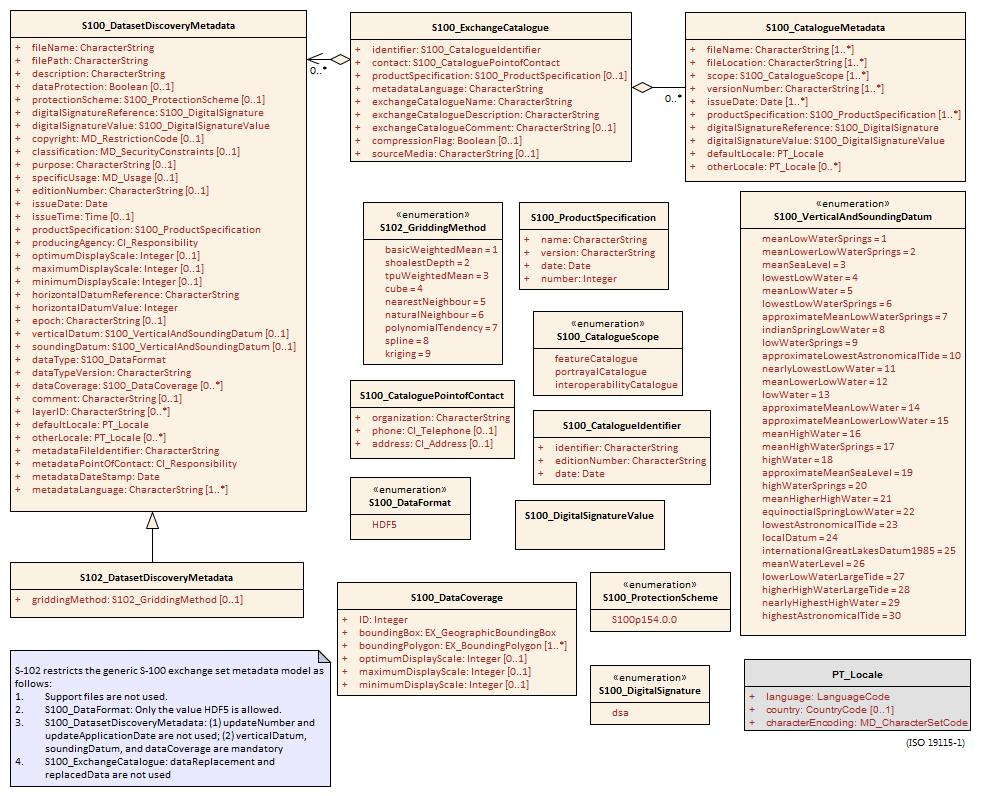 S100_DatasetDiscoveryMetadata
+ fileName: CharacterString
+ filePath: CharacterString
+ description: CharacterString
+ dataProtection: Boolean [0..1]
+ protectionScheme: S100_ProtectionScheme [0..1]
+ digitalSignatureReference: S100_DigitalSignature
+ digitalSignatureValue: S100_DigitalSignatureValue
+ copyright: MD_RestrictionCode [0..1]
+ classification: MD_SecurityConstraints [0..1]
+ purpose: CharacterString [0..1]
+ specificUsage: MD_Usage [0..1]
+ editionNumber: CharacterString [0..1]
+ issueDate: Date
+ issueTime: Time [0..1]
+ productSpecification: S100_ProductSpecification
+ producingAgency: CI_Responsibility
+ optimumDisplayScale: Integer [0..1]
+ maximumDisplayScale: Integer [0..1]
+ minimumDisplayScale: Integer [0..1]
+ horizontalDatumReference: CharacterString
+ horizontalDatumValue: Integer
+ epoch: CharacterString [0..1]
+ verticalDatum: S100_VerticalAndSoundingDatum [0..1]
+ soundingDatum: S100_VerticalAndSoundingDatum [0..1]
+ dataType: S100_DataFormat
+ dataTypeVersion: CharacterString
+ dataCoverage: S100_DataCoverage [0..*]
+ comment: CharacterString [0..1]
+ layerID: CharacterString [0..*]
+ defaultLocale: PT_Locale
+ otherLocale: PT_Locale [0..*]
+ metadataFileIdentifier: CharacterString
+ metadataPointOfContact: CI_Responsibility
+ metadataDateStamp: Date
+ metadataLanguage: CharacterString [1..*]
0..*
S100_ExchangeCatalogue
+ identifier: S100_CatalogueIdentifier
+ contact: S100_CataloguePointofContact
+ productSpecification: S100_ProductSpecification [0..1]
+ metadataLanguage: CharacterString
+ exchangeCatalogueName: CharacterString
+ exchangeCatalogueDescription: CharacterString
+ exchangeCatalogueComment: CharacterString [0..1]
+ compressionFlag: Boolean [0..1]
+ sourceMedia: CharacterString [0..1]
0..*
S100_CatalogueMetadata
+ fileName: CharacterString [1..*]
+ fileLocation: CharacterString [1..*]
+ scope: S100_CatalogueScope [1..*]
+ versionNumber: CharacterString [1..*]
+ issueDate: Date [1..*]
+ productSpecification: S100_ProductSpecification [1..*]
+ digitalSignatureReference: S100_DigitalSignature
+ digitalSignatureValue: S100_DigitalSignatureValue
+ defaultLocale: PT_Locale
+ otherLocale: PT_Locale [0..*]
«enumeration»
S102_GriddingMethod
basicWeightedMean = 1
shoalestDepth = 2
tpuWeightedMean = 3
cube = 4
nearestNeighbour = 5
naturalNeighbour = 6
polynomialTendency = 7
spline = 8
kriging = 9
S100_ProductSpecification
+ name: CharacterString
+ version: CharacterString
+ date: Date
+ number: Integer
«enumeration»
S100_CatalogueScope
featureCatalogue
portrayalCatalogue
interoperabilityCatalogue
S100_CataloguePointofContact
+ organization: CharacterString
+ phone: CI_Telephone [0..1]
+ address: CI_Address [0..1]
S100_CatalogueIdentifier
+ identifier: CharacterString
+ editionNumber: CharacterString
+ date: Date
«enumeration»
S100_DataFormat
HDF5
S100_DigitalSignatureValue
«enumeration»
S100_VerticalAndSoundingDatum
meanLowWaterSprings = 1
meanLowerLowWaterSprings = 2
meanSeaLevel = 3
lowestLowWater = 4
meanLowWater = 5
lowestLowWaterSprings = 6
approximateMeanLowWaterSprings = 7
indianSpringLowWater = 8
lowWaterSprings = 9
approximateLowestAstronomicalTide = 10
nearlyLowestLowWater = 11
meanLowerLowWater = 12
lowWater = 13
approximateMeanLowWater = 14
approximateMeanLowerLowWater = 15
meanHighWater = 16
meanHighWaterSprings = 17
highWater = 18
approximateMeanSeaLevel = 19
highWaterSprings = 20
meanHigherHighWater = 21
equinoctialSpringLowWater = 22
lowestAstronomicalTide = 23
localDatum = 24
internationalGreatLakesDatum1985 = 25
meanWaterLevel = 26
lowerLowWaterLargeTide = 27
higherHighWaterLargeTide = 28
nearlyHighestHighWater = 29
highestAstronomicalTide = 30
S102_DatasetDiscoveryMetadata
+ griddingMethod: S102_GriddingMethod [0..1]
S100_DataCoverage
+ ID: Integer
+ boundingBox: EX_GeographicBoundingBox
+ boundingPolygon: EX_BoundingPolygon [1..*]
+ optimumDisplayScale: Integer [0..1]
+ maximumDisplayScale: Integer [0..1]
+ minimumDisplayScale: Integer [0..1]
«enumeration»
S100_ProtectionScheme
S100p154.0.0
«enumeration»
S100_DigitalSignature
dsa
PT_Locale
+ language: LanguageCode
+ country: CountryCode [0..1]
+ characterEncoding: MD_CharacterSetCode
(ISO 19115-1)
S-102 restricts the generic S-100 exchange set metadata model as
follows:
1. Support files are not used.
2. S100_DataFormat: Only the value HDF5 is allowed.
3. S100_DatasetDiscoveryMetadata: (1) updateNumber and
updateApplicationDate are not used; (2) verticalDatum,
soundingDatum, and dataCoverage are mandatory
4. S100_ExchangeCatalogue: dataReplacement and
replacedData are not used